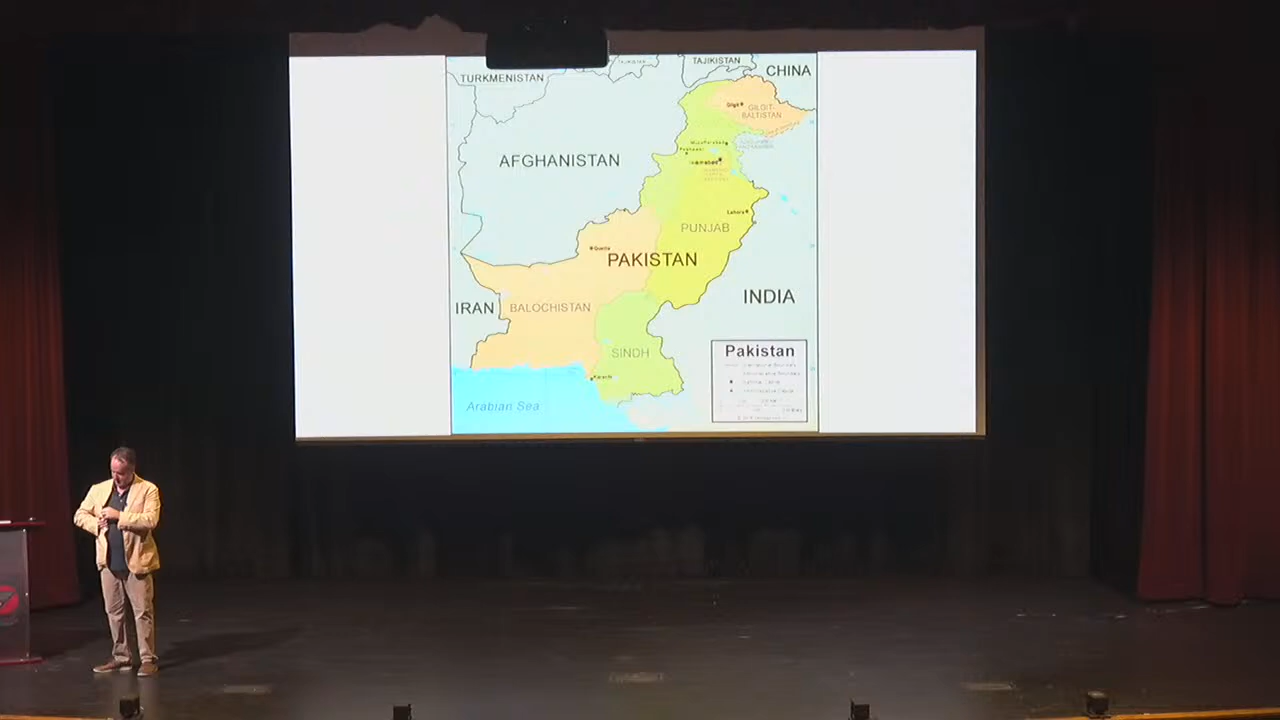 TURKMENISTAN
TAJIKISTAN
CHINA
Gilgit
GILGIT-
BALTISTAN
AFGHANISTAN
Islamabad
Lahore
PUNJAB
Quetta
PAKISTAN
IRAN
BALOCHISTAN
INDIA
SINDH
Karachi
Arabian Sea
Pakistan